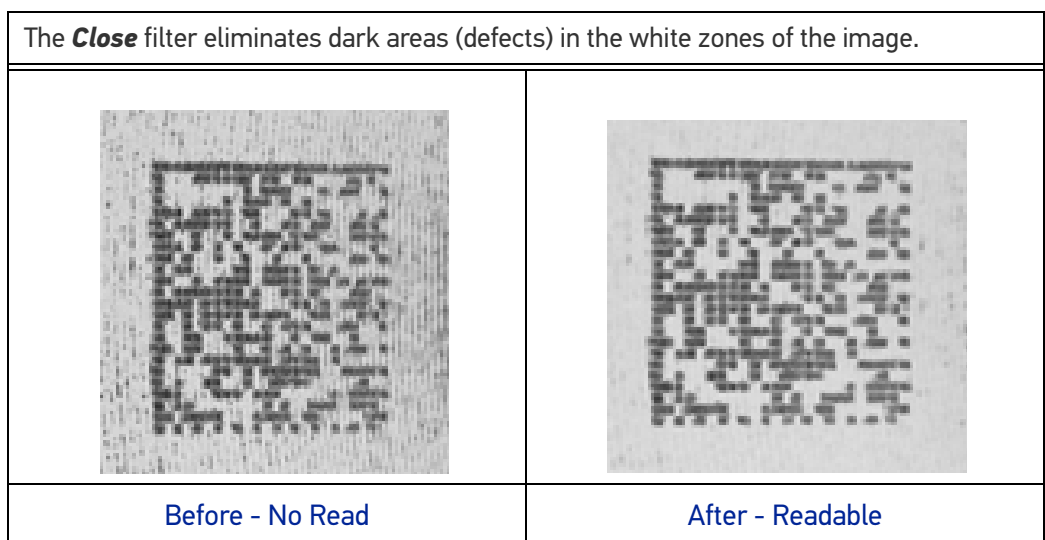 The Close filter eliminates dark areas (defects) in the white zones of the image.
Before - No Read
After - Readable